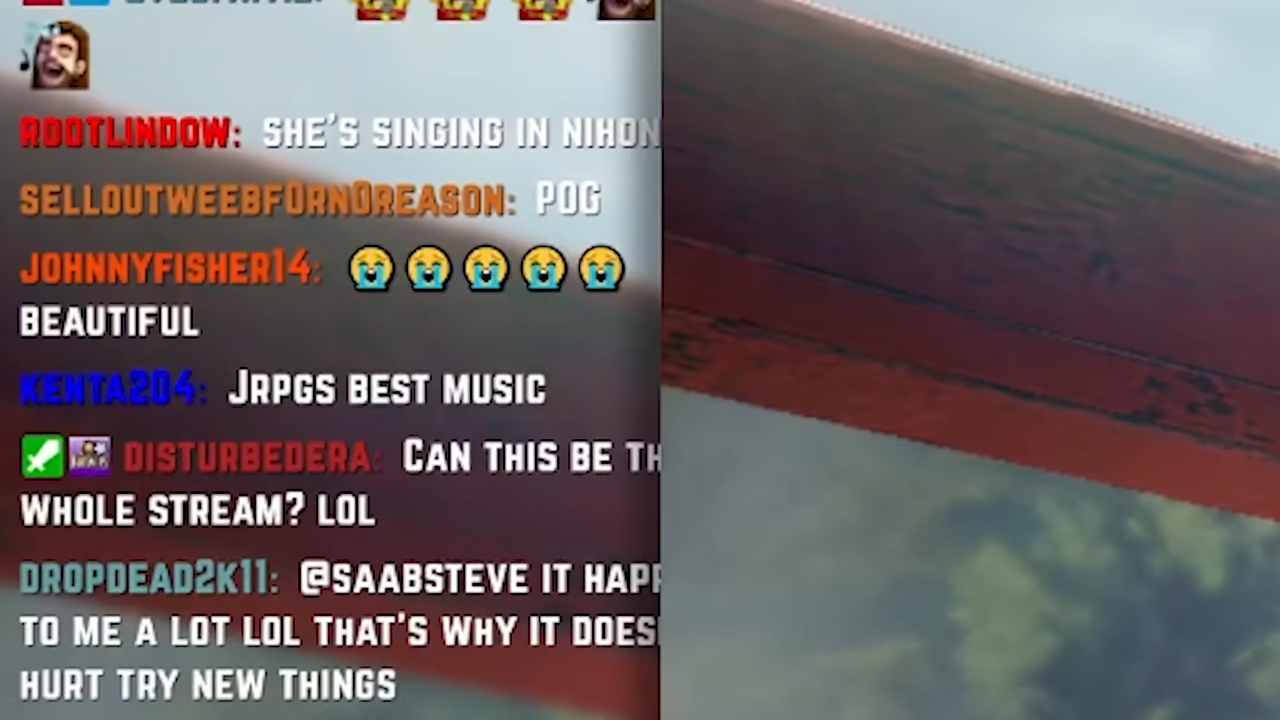 ROOTLINDOW: SHE'S SINGING IN NIHON
SELLOUTWEEBF0RN0REASON: POG
JOHNNYFISHER14: 😭😭😭😭😭
BEAUTIFUL
KENTA204: JRPGS BEST MUSIC
DISTURBEDERA: CAN THIS BE TH
WHOLE STREAM? LOL
DROPDEAD2K11: @SAABSTEVE IT HAPP
TO ME A LOT LOL THAT'S WHY IT DOES
HURT TRY NEW THINGS